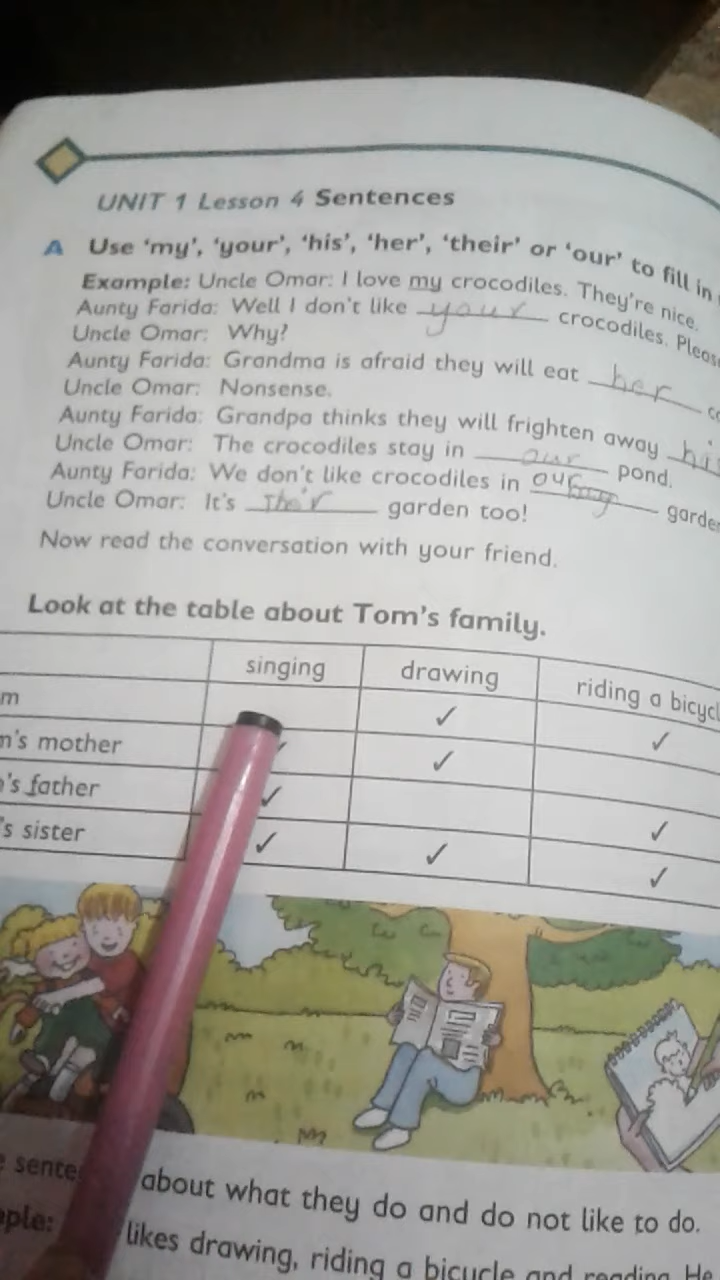 UNIT 1 Lesson 4 Sentences
A Use ‘my’, ‘your’, ‘his’, ‘her’, ‘their’ or ‘our’ to fill in
Example: Uncle Omar: I love my crocodiles. They’re nice.
Aunty Farida: Well I don’t like your crocodiles. Please
Uncle Omar: Why?
Aunty Farida: Grandma is afraid they will eat her
Uncle Omar: Nonsense.
Aunty Farida: Grandpa thinks they will frighten away
Uncle Omar: The crocodiles stay in our pond.
Aunty Farida: We don’t like crocodiles in our garden
Uncle Omar: It’s garden too!
Now read the conversation with your friend.
Look at the table about Tom’s family.
singing drawing riding a bicycl
m ✓ ✓
m’s mother ✓ ✓
’s father ✓ ✓
’s sister ✓ ✓ ✓
about what they do and do not like to do.
likes drawing, riding a bicycle and reading. He